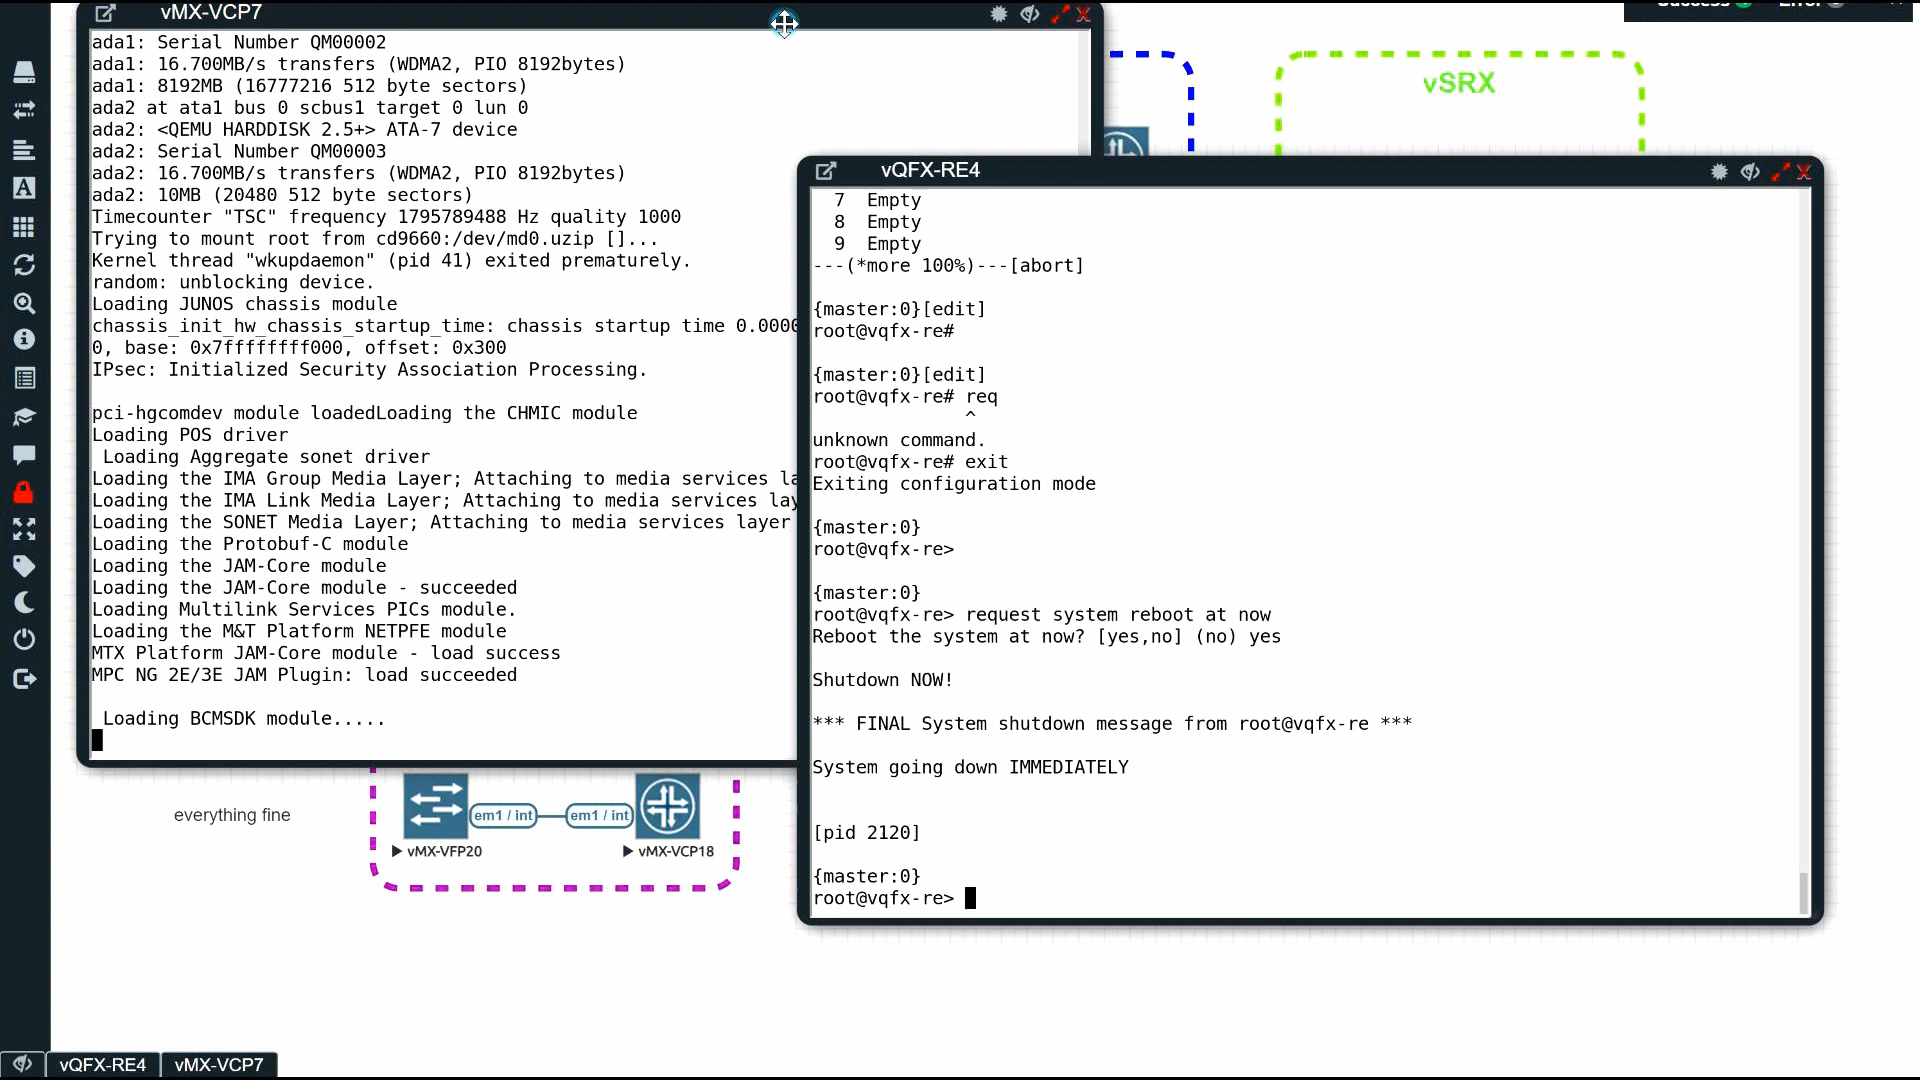 vMX-VCP7
ada1: Serial Number QM00002
ada1: 16.700MB/s transfers (WDMA2, PIO 8192bytes)
ada1: 8192MB (16777216 512 byte sectors)
ada2 at ata1 bus 0 scbus1 target 0 lun 0
ada2: <QEMU HARDDISK 2.5+> ATA-7 device
ada2: Serial Number QM00003
ada2: 16.700MB/s transfers (WDMA2, PIO 8192bytes)
ada2: 10MB (20480 512 byte sectors)
Timecounter "TSC" frequency 1795789488 Hz quality 1000
Trying to mount root from cd9660:/dev/md0.uzip []...
Kernel thread "wkupdaemon" (pid 41) exited prematurely.
random: unblocking device.
Loading JUNOS chassis module
chassis_init_hw_chassis_startup_time: chassis startup time 0.0000
0, base: 0x7ffffffff000, offset: 0x300
IPsec: Initialized Security Association Processing.
pci-hgcomdev module loadedLoading the CHMIC module
Loading POS driver
Loading Aggregate sonet driver
Loading the IMA Group Media Layer; Attaching to media services la
Loading the IMA Link Media Layer; Attaching to media services lay
Loading the SONET Media Layer; Attaching to media services layer
Loading the Protobuf-C module
Loading the JAM-Core module
Loading the JAM-Core module - succeeded
Loading Multilink Services PICs module.
Loading the M&T Platform NETPFE module
MTX Platform JAM-Core module - load success
MPC NG 2E/3E JAM Plugin: load succeeded
Loading BCMSDK module.....
vSRX
vQFX-RE4
7 Empty
8 Empty
9 Empty
---(*more 100%)---[abort]
{master:0}[edit]
root@vqfx-re#
{master:0}[edit]
root@vqfx-re# req
^
unknown command.
root@vqfx-re# exit
Exiting configuration mode
{master:0}
root@vqfx-re>
{master:0}
root@vqfx-re> request system reboot at now
Reboot the system at now? [yes,no] (no) yes
Shutdown NOW!
*** FINAL System shutdown message from root@vqfx-re ***
System going down IMMEDIATELY
[pid 2120]
{master:0}
root@vqfx-re>
everything fine
em1 / int em1 / int
vMX-VFP20 vMX-VCP18
vQFX-RE4 vMX-VCP7